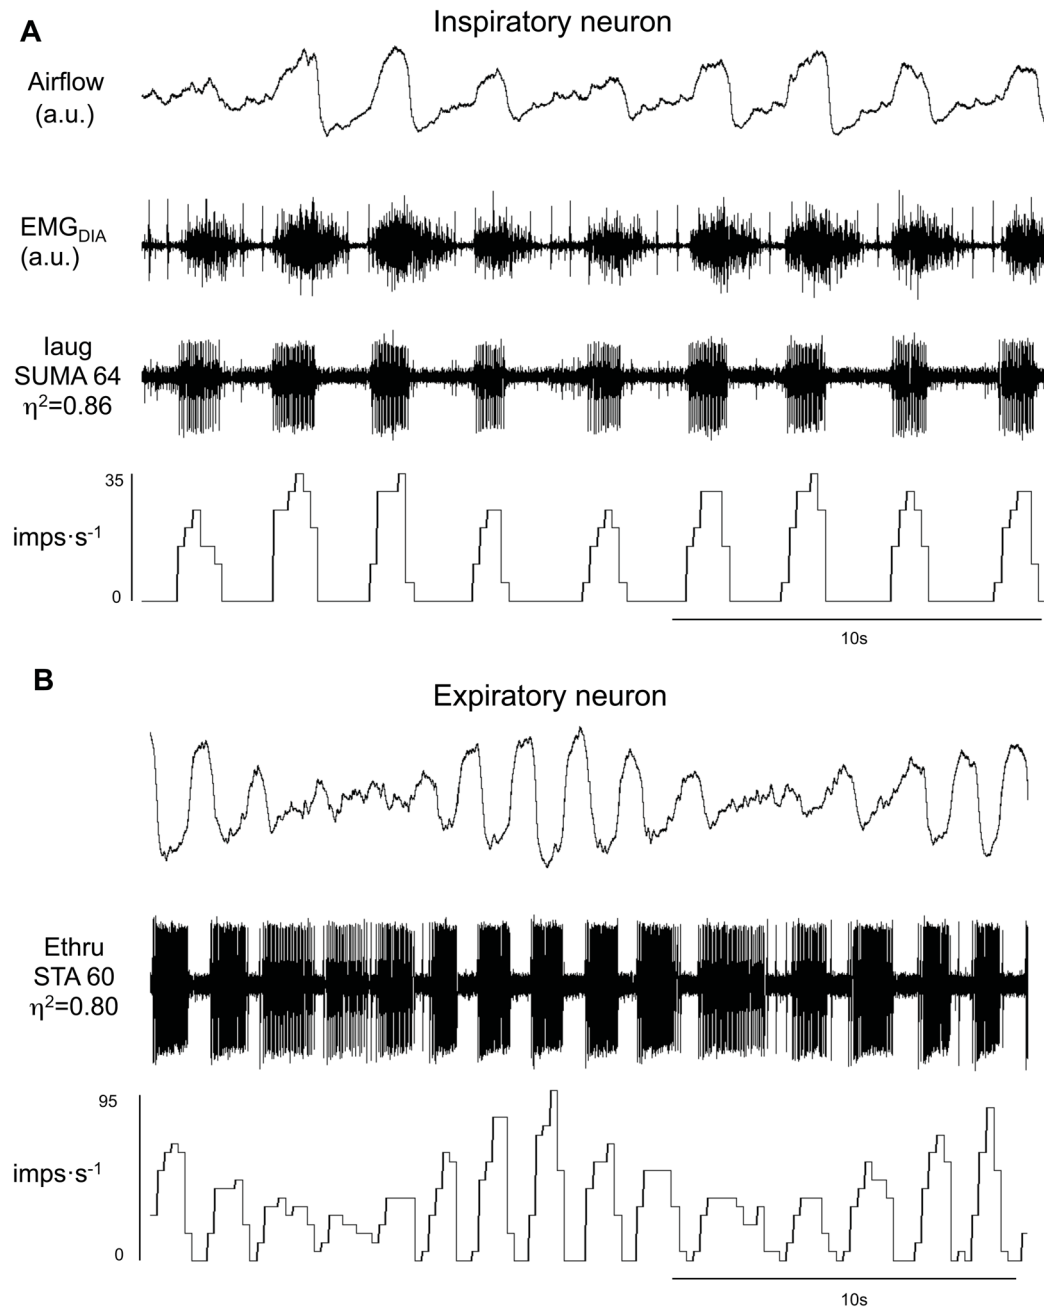 A
Inspiratory neuron
Airflow
(a.u.)
EMGDIA
(a.u.)
Iaug
SUMA 64
η²=0.86
35
imps·s⁻¹
0
10s
B
Expiratory neuron
Ethru
STA 60
η²=0.80
95
imps·s⁻¹
0
10s